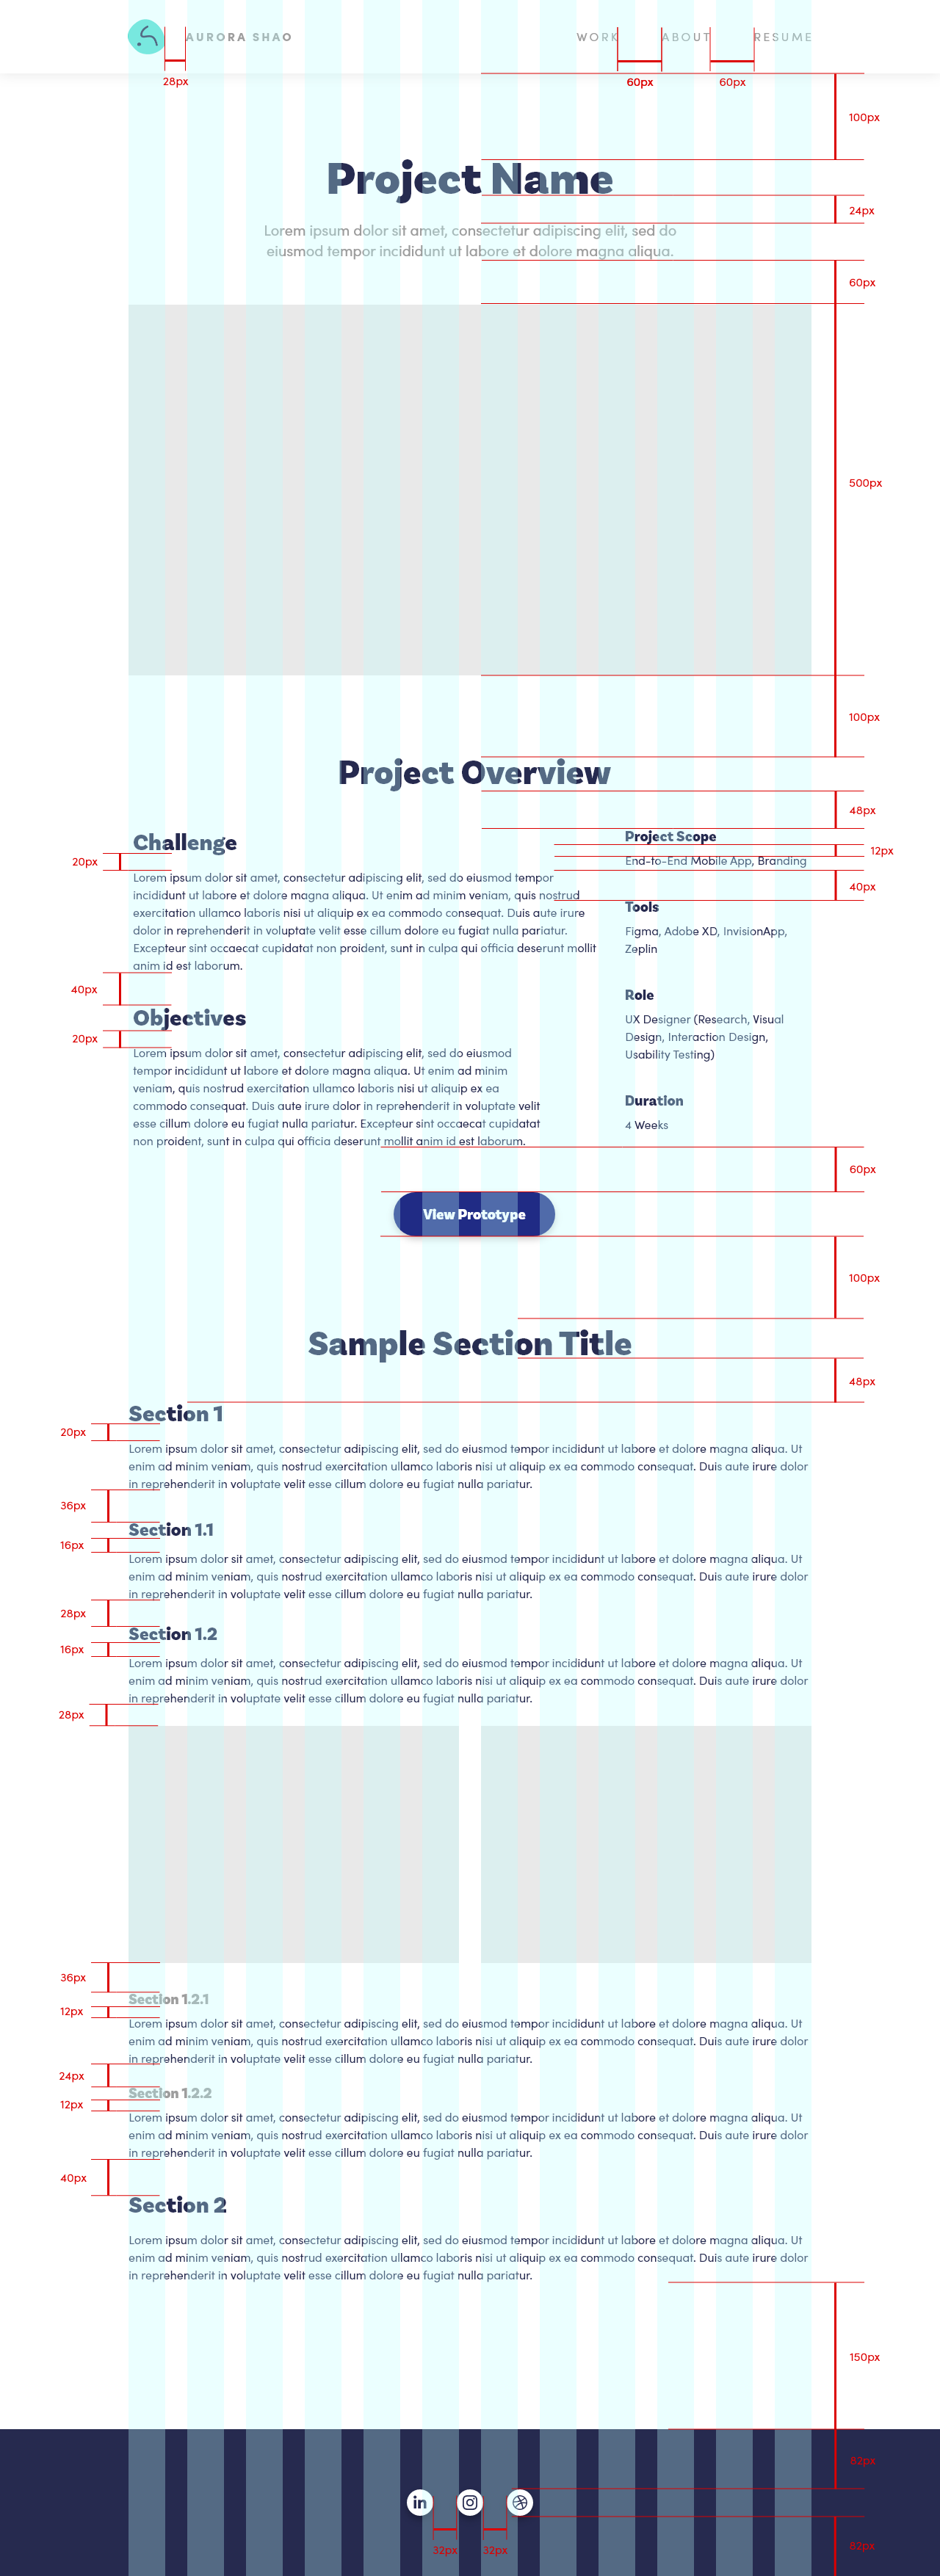 AURORA SHAO
WORK ABOUT RESUME
28px 60px 60px
100px
Project Name
24px
Lorem ipsum dolor sit amet, consectetur adipiscing elit, sed do
eiusmod tempor incididunt ut labore et dolore magna aliqua.
60px
500px
100px
Project Overview
48px
Challenge
20px
Lorem ipsum dolor sit amet, consectetur adipiscing elit, sed do eiusmod tempor
incididunt ut labore et dolore magna aliqua. Ut enim ad minim veniam, quis nostrud
exercitation ullamco laboris nisi ut aliquip ex ea commodo consequat. Duis aute irure
dolor in reprehenderit in voluptate velit esse cillum dolore eu fugiat nulla pariatur.
Excepteur sint occaecat cupidatat non proident, sunt in culpa qui officia deserunt mollit
anim id est laborum.
40px
Objectives
20px
Lorem ipsum dolor sit amet, consectetur adipiscing elit, sed do eiusmod
tempor incididunt ut labore et dolore magna aliqua. Ut enim ad minim
veniam, quis nostrud exercitation ullamco laboris nisi ut aliquip ex ea
commodo consequat. Duis aute irure dolor in reprehenderit in voluptate velit
esse cillum dolore eu fugiat nulla pariatur. Excepteur sint occaecat cupidatat
non proident, sunt in culpa qui officia deserunt mollit anim id est laborum.
Project Scope
12px
End-to-End Mobile App, Branding
40px
Tools
Figma, Adobe XD, InvisionApp,
Zeplin
Role
UX Designer (Research, Visual
Design, Interaction Design,
Usability Testing)
Duration
4 Weeks
60px
View Prototype
100px
Sample Section Title
48px
Section 1
20px
Lorem ipsum dolor sit amet, consectetur adipiscing elit, sed do eiusmod tempor incididunt ut labore et dolore magna aliqua. Ut
enim ad minim veniam, quis nostrud exercitation ullamco laboris nisi ut aliquip ex ea commodo consequat. Duis aute irure dolor
in reprehenderit in voluptate velit esse cillum dolore eu fugiat nulla pariatur.
36px
Section 1.1
16px
Lorem ipsum dolor sit amet, consectetur adipiscing elit, sed do eiusmod tempor incididunt ut labore et dolore magna aliqua. Ut
enim ad minim veniam, quis nostrud exercitation ullamco laboris nisi ut aliquip ex ea commodo consequat. Duis aute irure dolor
in reprehenderit in voluptate velit esse cillum dolore eu fugiat nulla pariatur.
28px
Section 1.2
16px
Lorem ipsum dolor sit amet, consectetur adipiscing elit, sed do eiusmod tempor incididunt ut labore et dolore magna aliqua. Ut
enim ad minim veniam, quis nostrud exercitation ullamco laboris nisi ut aliquip ex ea commodo consequat. Duis aute irure dolor
in reprehenderit in voluptate velit esse cillum dolore eu fugiat nulla pariatur.
28px
36px
Section 1.2.1
12px
Lorem ipsum dolor sit amet, consectetur adipiscing elit, sed do eiusmod tempor incididunt ut labore et dolore magna aliqua. Ut
enim ad minim veniam, quis nostrud exercitation ullamco laboris nisi ut aliquip ex ea commodo consequat. Duis aute irure dolor
in reprehenderit in voluptate velit esse cillum dolore eu fugiat nulla pariatur.
24px
Section 1.2.2
12px
Lorem ipsum dolor sit amet, consectetur adipiscing elit, sed do eiusmod tempor incididunt ut labore et dolore magna aliqua. Ut
enim ad minim veniam, quis nostrud exercitation ullamco laboris nisi ut aliquip ex ea commodo consequat. Duis aute irure dolor
in reprehenderit in voluptate velit esse cillum dolore eu fugiat nulla pariatur.
40px
Section 2
Lorem ipsum dolor sit amet, consectetur adipiscing elit, sed do eiusmod tempor incididunt ut labore et dolore magna aliqua. Ut
enim ad minim veniam, quis nostrud exercitation ullamco laboris nisi ut aliquip ex ea commodo consequat. Duis aute irure dolor
in reprehenderit in voluptate velit esse cillum dolore eu fugiat nulla pariatur.
150px
82px
in
82px
32px 32px